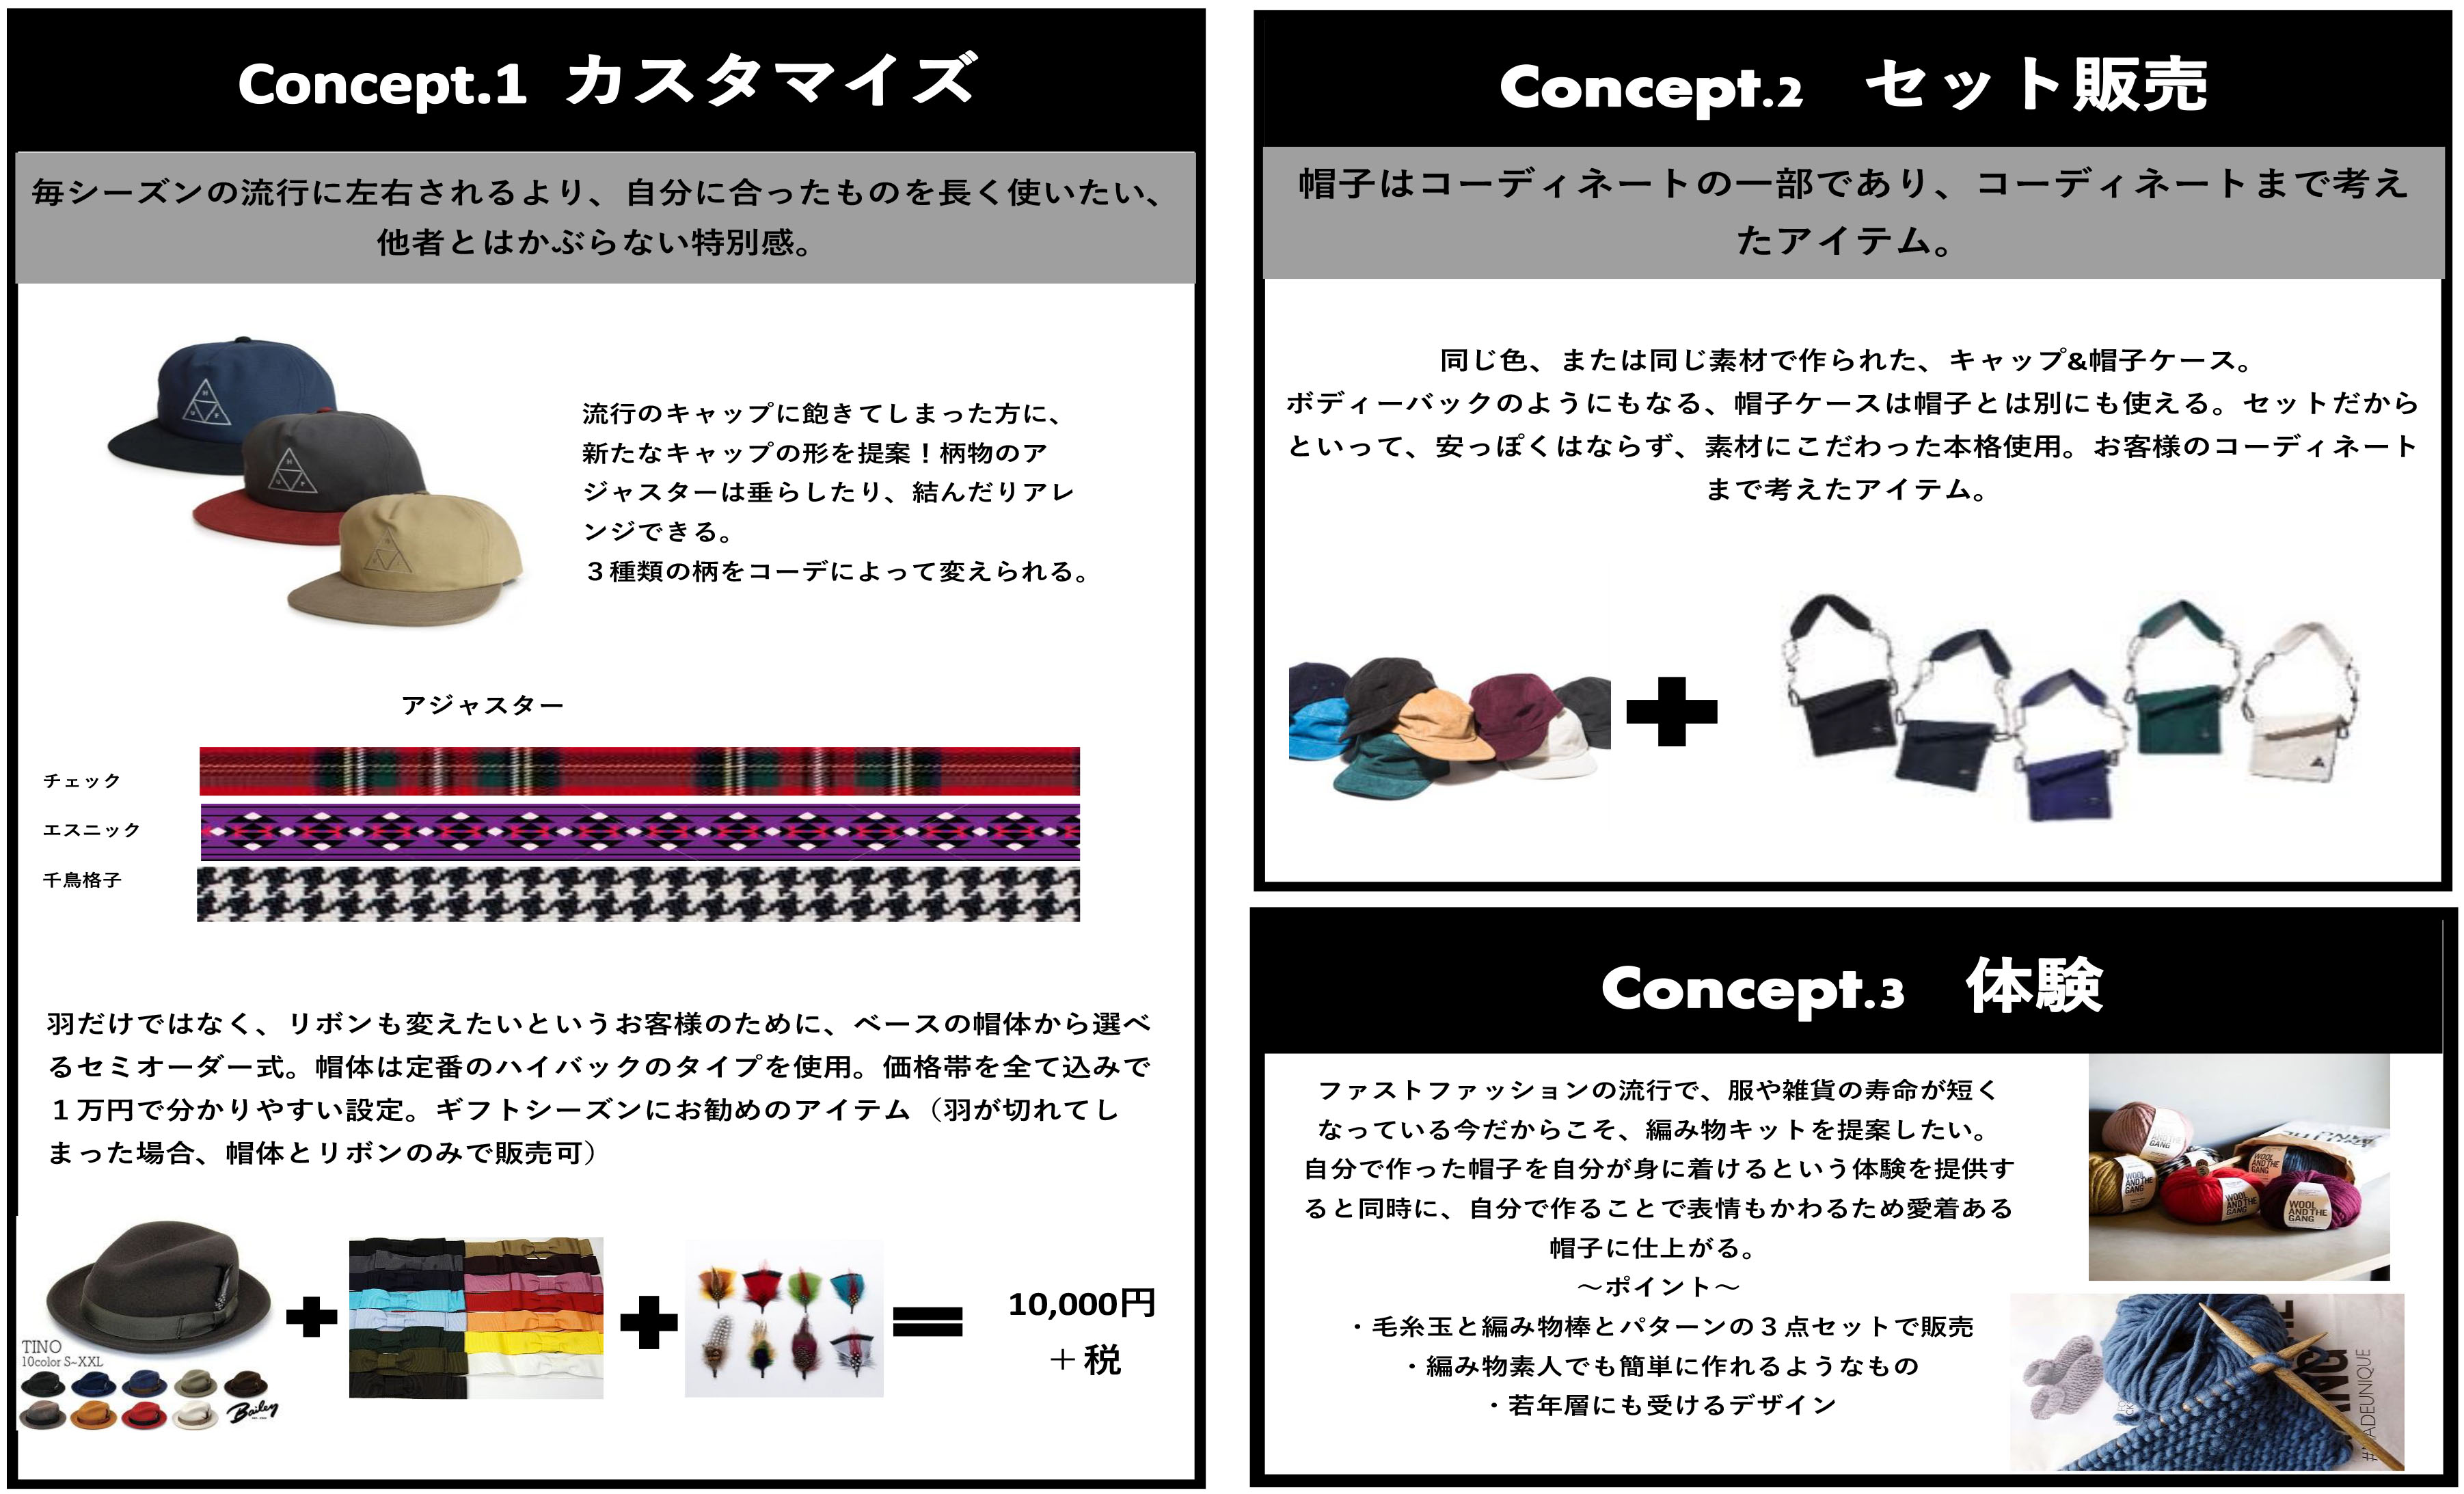 Concept.1 カスタマイズ
毎シーズンの流行に左右されるより、自分に合ったものを長く使いたい、
他者とはかぶらない特別感。
流行のキャップに飽きてしまった方に、
新たなキャップの形を提案！柄物のア
ジャスターは垂らしたり、結んだりアレ
ンジできる。
３種類の柄をコーデによって変えられる。
アジャスター
チェック
エスニック
千鳥格子
羽だけではなく、リボンも変えたいというお客様のために、ベースの帽体から選べ
るセミオーダー式。帽体は定番のハイバックのタイプを使用。価格帯を全て込みで
１万円で分かりやすい設定。ギフトシーズンにお勧めのアイテム（羽が切れてし
まった場合、帽体とリボンのみで販売可）
TINO
10color S~XXL
Bailey
10,000円
＋税
Concept.2 セット販売
帽子はコーディネートの一部であり、コーディネートまで考え
たアイテム。
同じ色、または同じ素材で作られた、キャップ&帽子ケース。
ボディーバックのようにもなる、帽子ケースは帽子とは別にも使える。セットだから
といって、安っぽくはならず、素材にこだわった本格使用。お客様のコーディネート
まで考えたアイテム。
Concept.3 体験
ファストファッションの流行で、服や雑貨の寿命が短く
なっている今だからこそ、編み物キットを提案したい。
自分で作った帽子を自分が身に着けるという体験を提供す
ると同時に、自分で作ることで表情もかわるため愛着ある
帽子に仕上がる。
～ポイント～
・毛糸玉と編み物棒とパターンの３点セットで販売
・編み物素人でも簡単に作れるようなもの
・若年層にも受けるデザイン
WOOL
AND THE
GANG
WOOL
AND THE
GANG
WOOL
AND THE
GANG
WOOL
AND THE
GANG